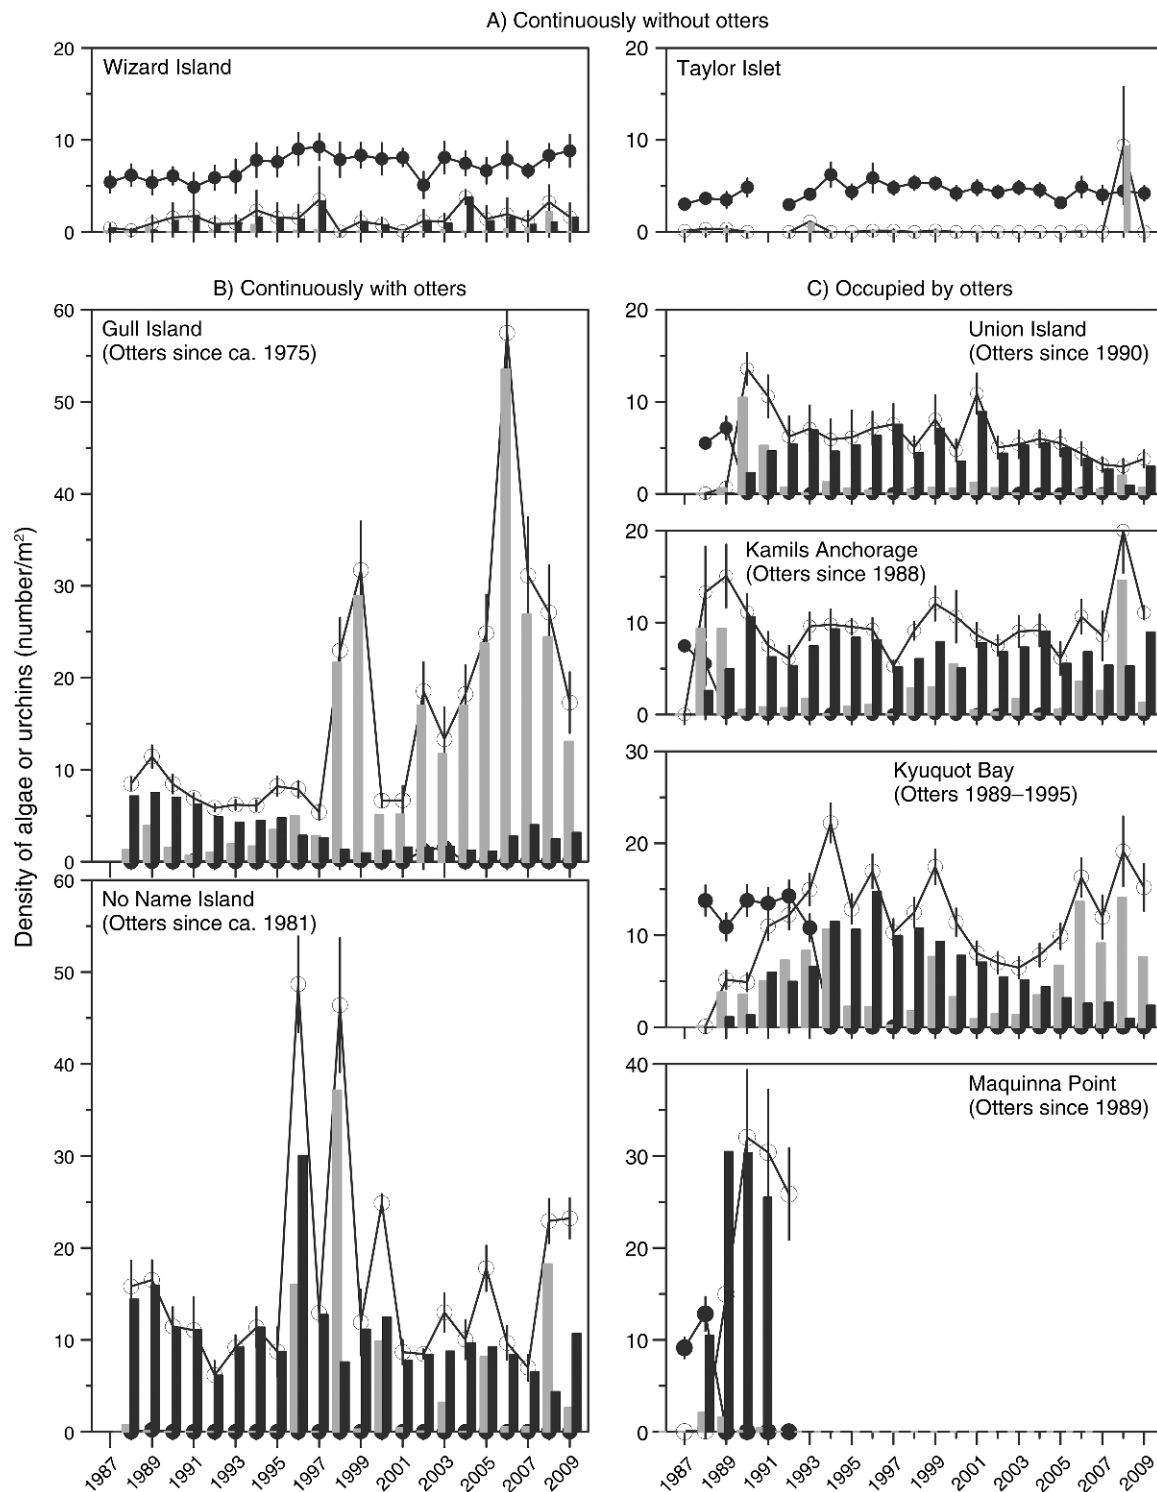 A) Continuously without otters
Wizard Island
20
10
0
Taylor Islet
20
10
0
B) Continuously with otters
C) Occupied by otters
Density of algae or urchins (number/m²)
Gull Island
(Otters since ca. 1975)
60
50
40
30
20
10
0
Union Island
(Otters since 1990)
20
10
0
Kamils Anchorage
(Otters since 1988)
20
10
0
Kyuquot Bay
(Otters 1989–1995)
30
20
10
0
No Name Island
(Otters since ca. 1981)
60
50
40
30
20
10
0
Maquinna Point
(Otters since 1989)
40
30
20
10
0
1987 1989 1991 1993 1995 1997 1999 2001 2003 2005 2007 2009
1987 1989 1991 1993 1995 1997 1999 2001 2003 2005 2007 2009